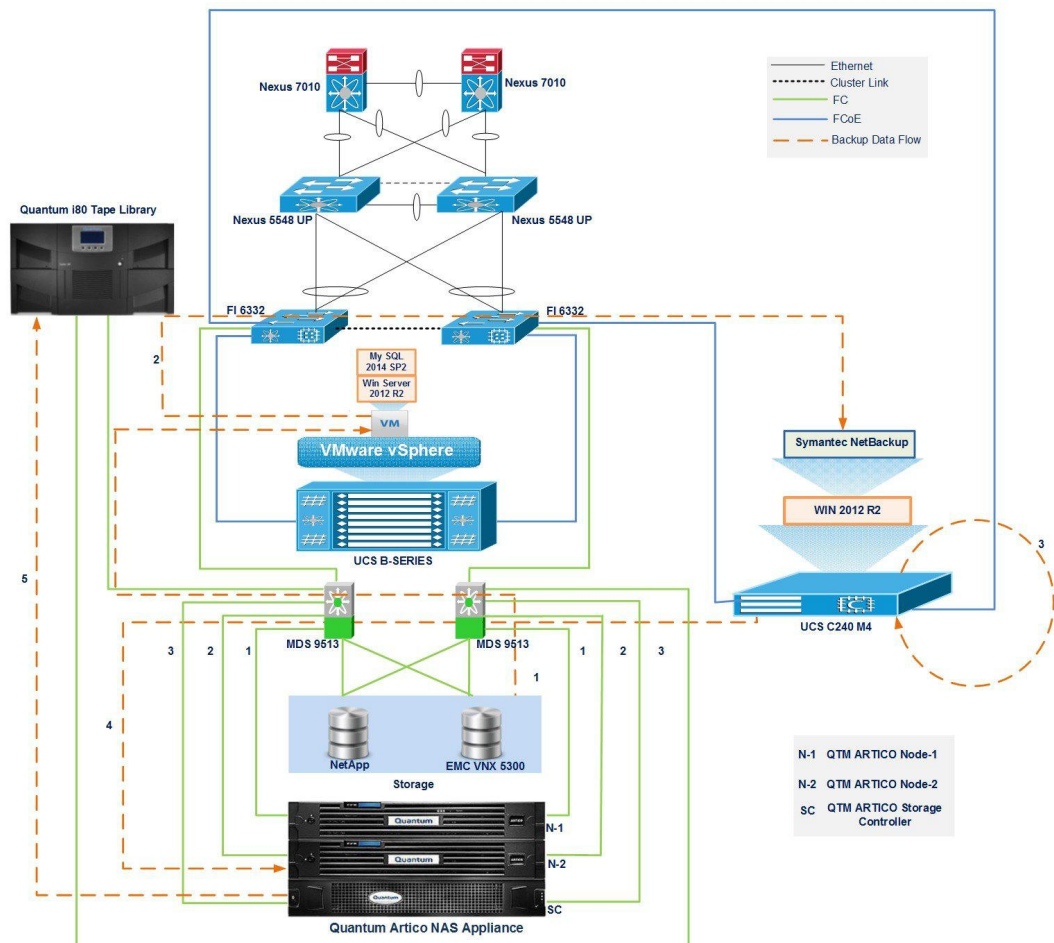 Nexus 7010
Nexus 7010
Ethernet
Cluster Link
FC
FCoE
Backup Data Flow
Quantum i80 Tape Library
Nexus 5548 UP
Nexus 5548 UP
FI 6332
FI 6332
2
My SQL
2014 SP2
Win Server
2012 R2
VM
VMware vSphere
Symantec NetBackup
WIN 2012 R2
3
UCS B-SERIES
5
C
UCS C240 M4
MDS 9513
MDS 9513
3
2
1
1
2
3
1
4
NetApp
EMC VNX 5300
Storage
N-1 QTM ARTICO Node-1
N-2 QTM ARTICO Node-2
SC QTM ARTICO Storage
Controller
Quantum
N-1
Quantum
N-2
Quantum
SC
Quantum Artico NAS Appliance